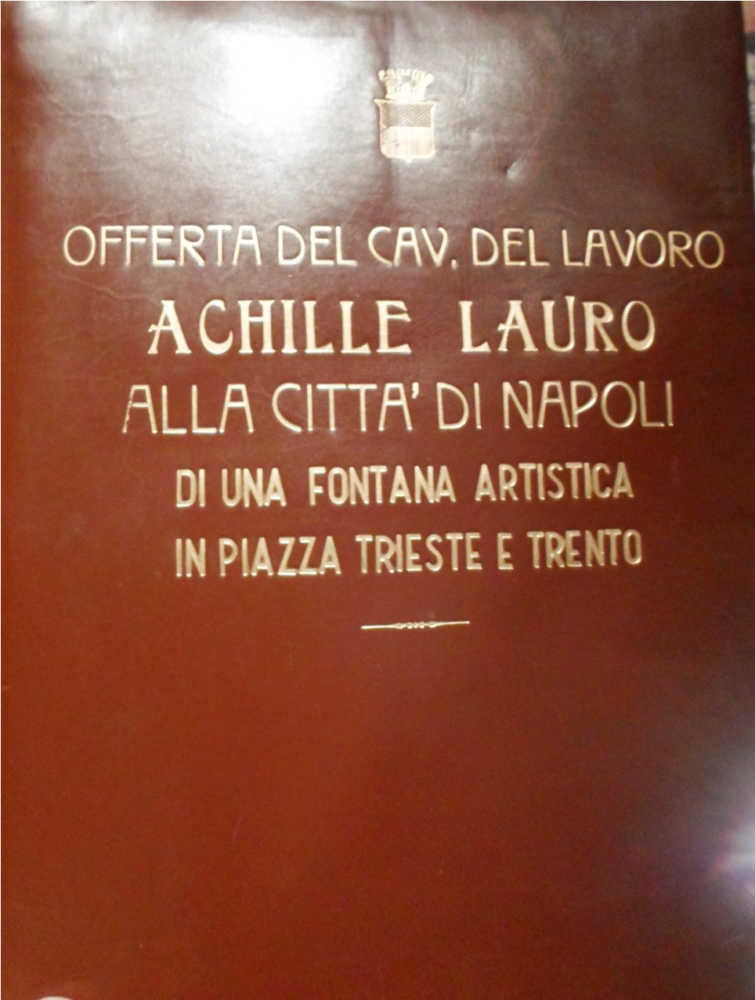 OFFERTA DEL CAV. DEL LAVORO
ACHILLE LAURO
ALLA CITTA' DI NAPOLI
DI UNA FONTANA ARTISTICA
IN PIAZZA TRIESTE E TRENTO